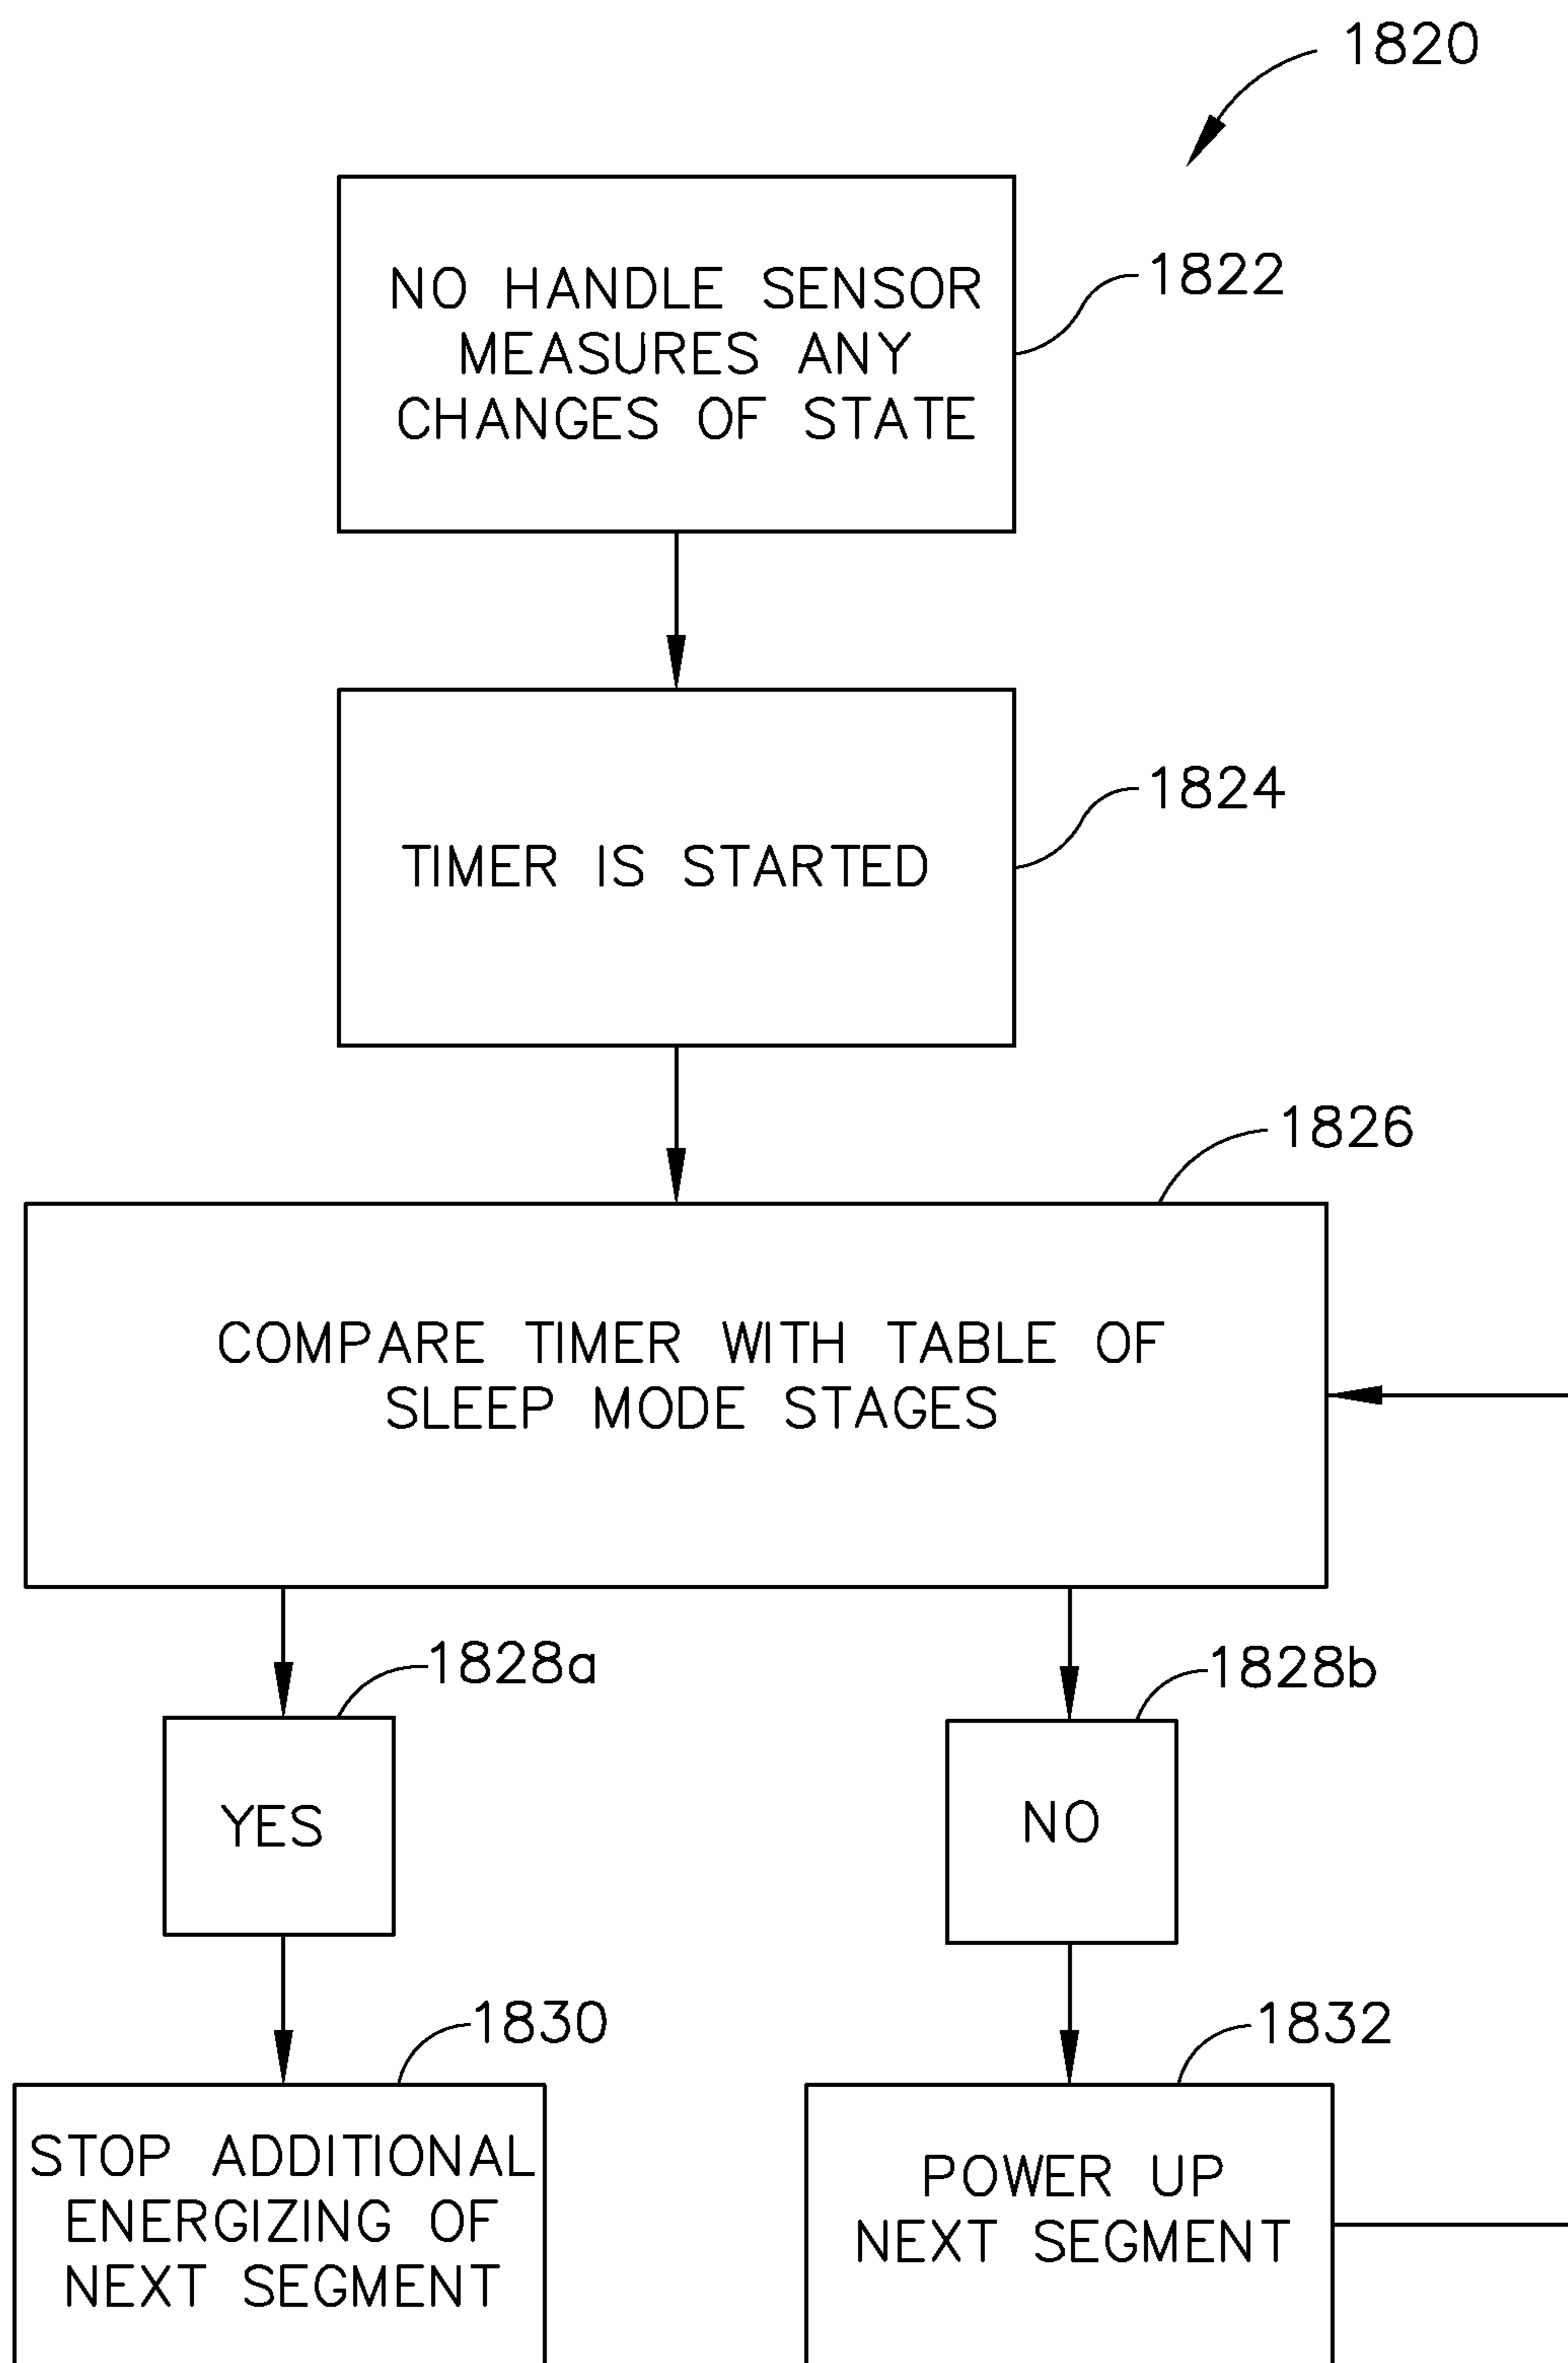 1820
NO HANDLE SENSOR
MEASURES ANY
CHANGES OF STATE
1822
TIMER IS STARTED
1824
1826
COMPARE TIMER WITH TABLE OF
SLEEP MODE STAGES
1828a
1828b
YES
NO
1830
1832
STOP ADDITIONAL
ENERGIZING OF
NEXT SEGMENT
POWER UP
NEXT SEGMENT